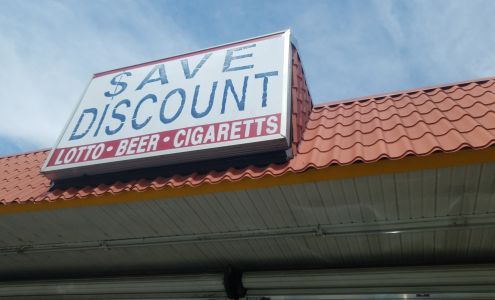 $AVE
DISCOUNT
LOTTO • BEER • CIGARETTS